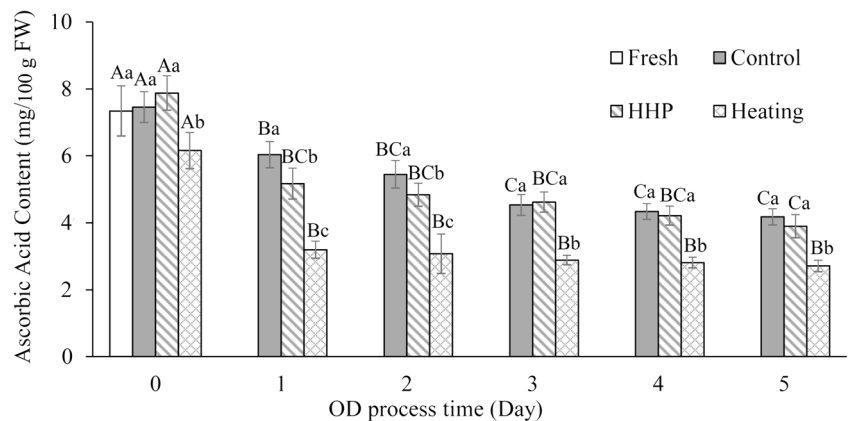 Ascorbic Acid Content (mg/100 g FW)
10
8
6
4
2
0
Fresh Control
HHP Heating
Aa Aa Aa Ab
Ba BCb Bc
BCa BCb Bc
Ca BCa Bb
Ca BCa Bb
Ca Ca Bb
0 1 2 3 4 5
OD process time (Day)